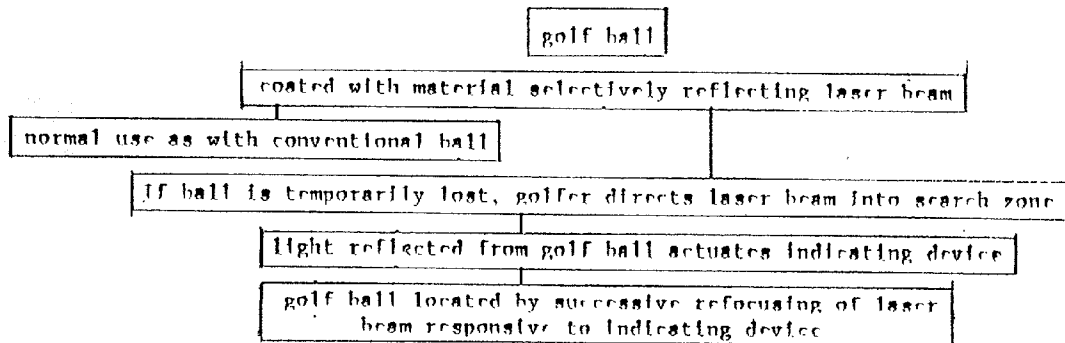 golf ball
coated with material selectively reflecting laser beam
normal use as with conventional ball
If ball is temporarily lost, golfer directs laser beam into search zone
light reflected from golf ball actuates indicating device
golf ball located by successive refocusing of laser
beam responsive to indicating device